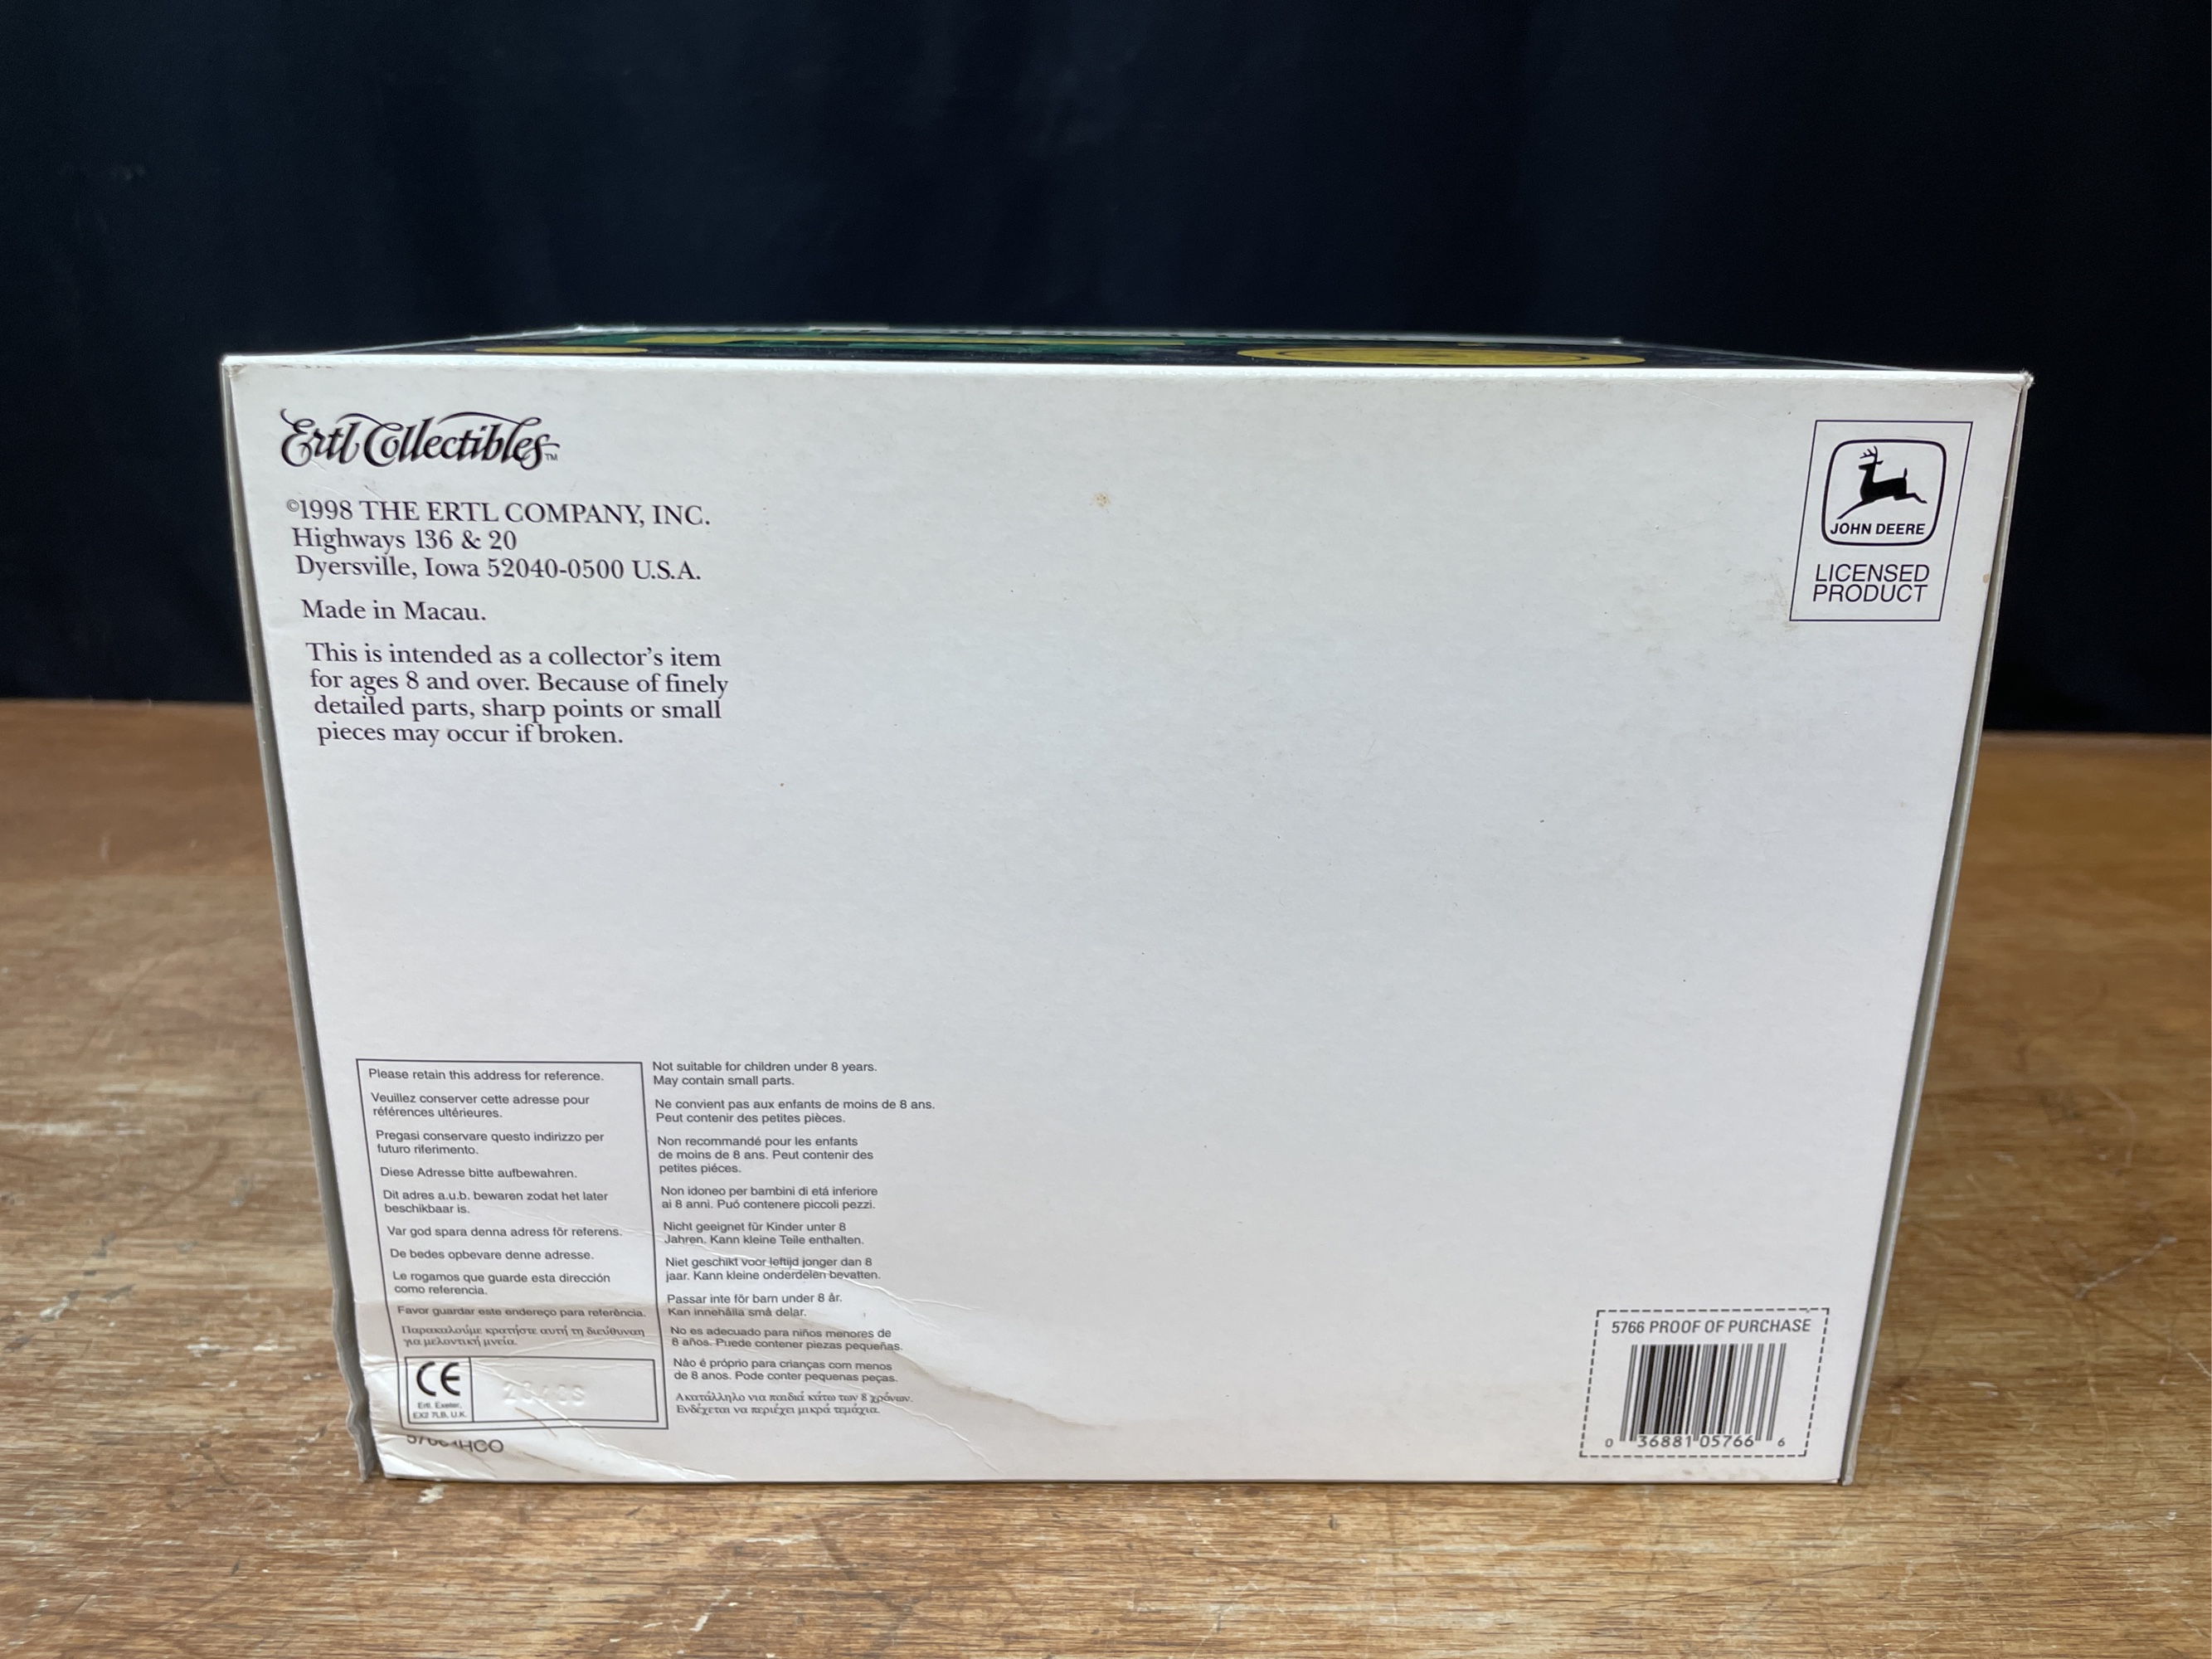 Ertl Collectibles™
©1998 THE ERTL COMPANY, INC.
Highways 136 & 20
Dyersville, Iowa 52040-0500 U.S.A.
Made in Macau.
This is intended as a collector's item
for ages 8 and over. Because of finely
detailed parts, sharp points or small
pieces may occur if broken.
JOHN DEERE
LICENSED
PRODUCT
Please retain this address for reference.
Veuillez conserver cette adresse pour
références ultérieures.
Pregasi conservare questo indirizzo per
futuro riferimento.
Diese Adresse bitte aufbewahren.
Dit adres a.u.b. bewaren zodat het later
beschikbaar is.
Var god spara denna adress för referens.
De bedes opbevare denne adresse.
Le rogamos que guarde esta dirección
como referencia.
Favor guardar este endereço para referência.
Παρακαλούμε κρατήστε αυτή τη διεύθυνση
για μελοντική μνεία.
CE
Ertl, Exeter,
EX2 7LB, U.K.
Not suitable for children under 8 years.
May contain small parts.
Ne convient pas aux enfants de moins de 8 ans.
Peut contenir des petites pièces.
Non recommandé pour les enfants
de moins de 8 ans. Peut contenir des
petites piéces.
Non idoneo per bambini di etá inferiore
ai 8 anni. Puó contenere piccoli pezzi.
Nicht geeignet für Kinder unter 8
Jahren. Kann kleine Teile enthalten.
Niet geschikt voor leftijd jonger dan 8
jaar. Kann kleine onderdelen bevatten.
Passar inte för barn under 8 år.
Kan innehålla små delar.
No es adecuado para niños menores de
8 años. Puede contener piezas pequeñas.
Não é próprio para crianças com menos
de 8 anos. Pode conter pequenas peças.
Ακατάλληλο για παιδιά κάτω των 8 χρόνων.
Ενδέχεται να περιέχει μικρά τεμάχια.
5766 PROOF OF PURCHASE
0 36881 05766 6